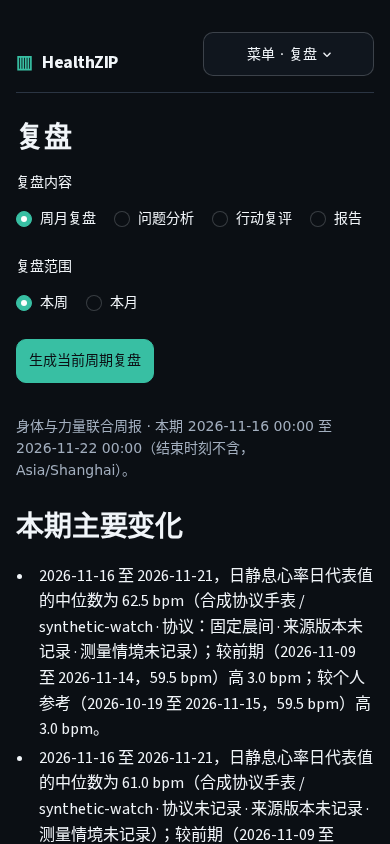 HealthZIP
菜单 · 复盘
复盘
复盘内容
周月复盘 问题分析 行动复评 报告
复盘范围
本周 本月
生成当前周期复盘
身体与力量联合周报 · 本期 2026-11-16 00:00 至
2026-11-22 00:00（结束时刻不含，
Asia/Shanghai）。
本期主要变化
• 2026-11-16 至 2026-11-21，日静息心率日代表值
的中位数为 62.5 bpm（合成协议手表 /
synthetic-watch · 协议：固定晨间 · 来源版本未
记录 · 测量情境未记录）；较前期（2026-11-09
至 2026-11-14，59.5 bpm）高 3.0 bpm；较个人
参考（2026-10-19 至 2026-11-15，59.5 bpm）高
3.0 bpm。
• 2026-11-16 至 2026-11-21，日静息心率日代表值
的中位数为 61.0 bpm（合成协议手表 /
synthetic-watch · 协议未记录 · 来源版本未记录 ·
测量情境未记录）；较前期（2026-11-09 至